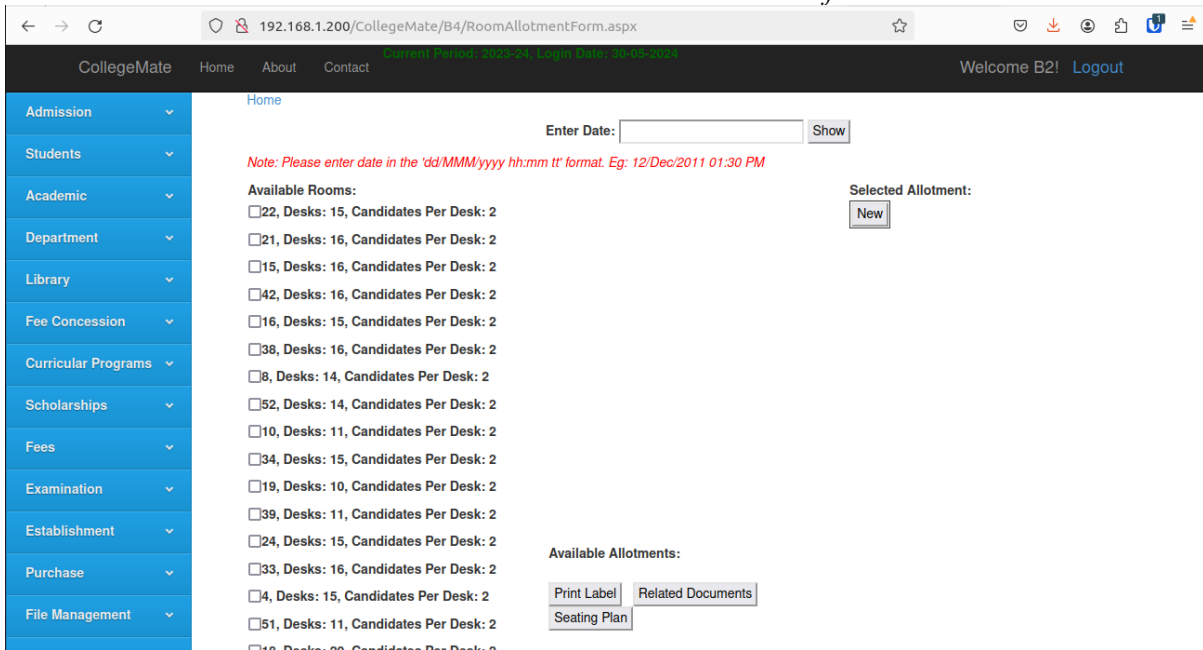 192.168.1.200/CollegeMate/B4/RoomAllotmentForm.aspx
1
CollegeMate Home About Contact Current Period: 2023-24, Login Date: 30-05-2024 Welcome B2! Logout
Admission
Students
Academic
Department
Library
Fee Concession
Curricular Programs
Scholarships
Fees
Examination
Establishment
Purchase
File Management
Home
Enter Date: Show
Note: Please enter date in the 'dd/MMM/yyyy hh:mm tt' format. Eg: 12/Dec/2011 01:30 PM
Available Rooms:
22, Desks: 15, Candidates Per Desk: 2
21, Desks: 16, Candidates Per Desk: 2
15, Desks: 16, Candidates Per Desk: 2
42, Desks: 16, Candidates Per Desk: 2
16, Desks: 15, Candidates Per Desk: 2
38, Desks: 16, Candidates Per Desk: 2
8, Desks: 14, Candidates Per Desk: 2
52, Desks: 14, Candidates Per Desk: 2
10, Desks: 11, Candidates Per Desk: 2
34, Desks: 15, Candidates Per Desk: 2
19, Desks: 10, Candidates Per Desk: 2
39, Desks: 11, Candidates Per Desk: 2
24, Desks: 15, Candidates Per Desk: 2
33, Desks: 16, Candidates Per Desk: 2
4, Desks: 15, Candidates Per Desk: 2
51, Desks: 11, Candidates Per Desk: 2
Selected Allotment:
New
Available Allotments:
Print Label Related Documents
Seating Plan